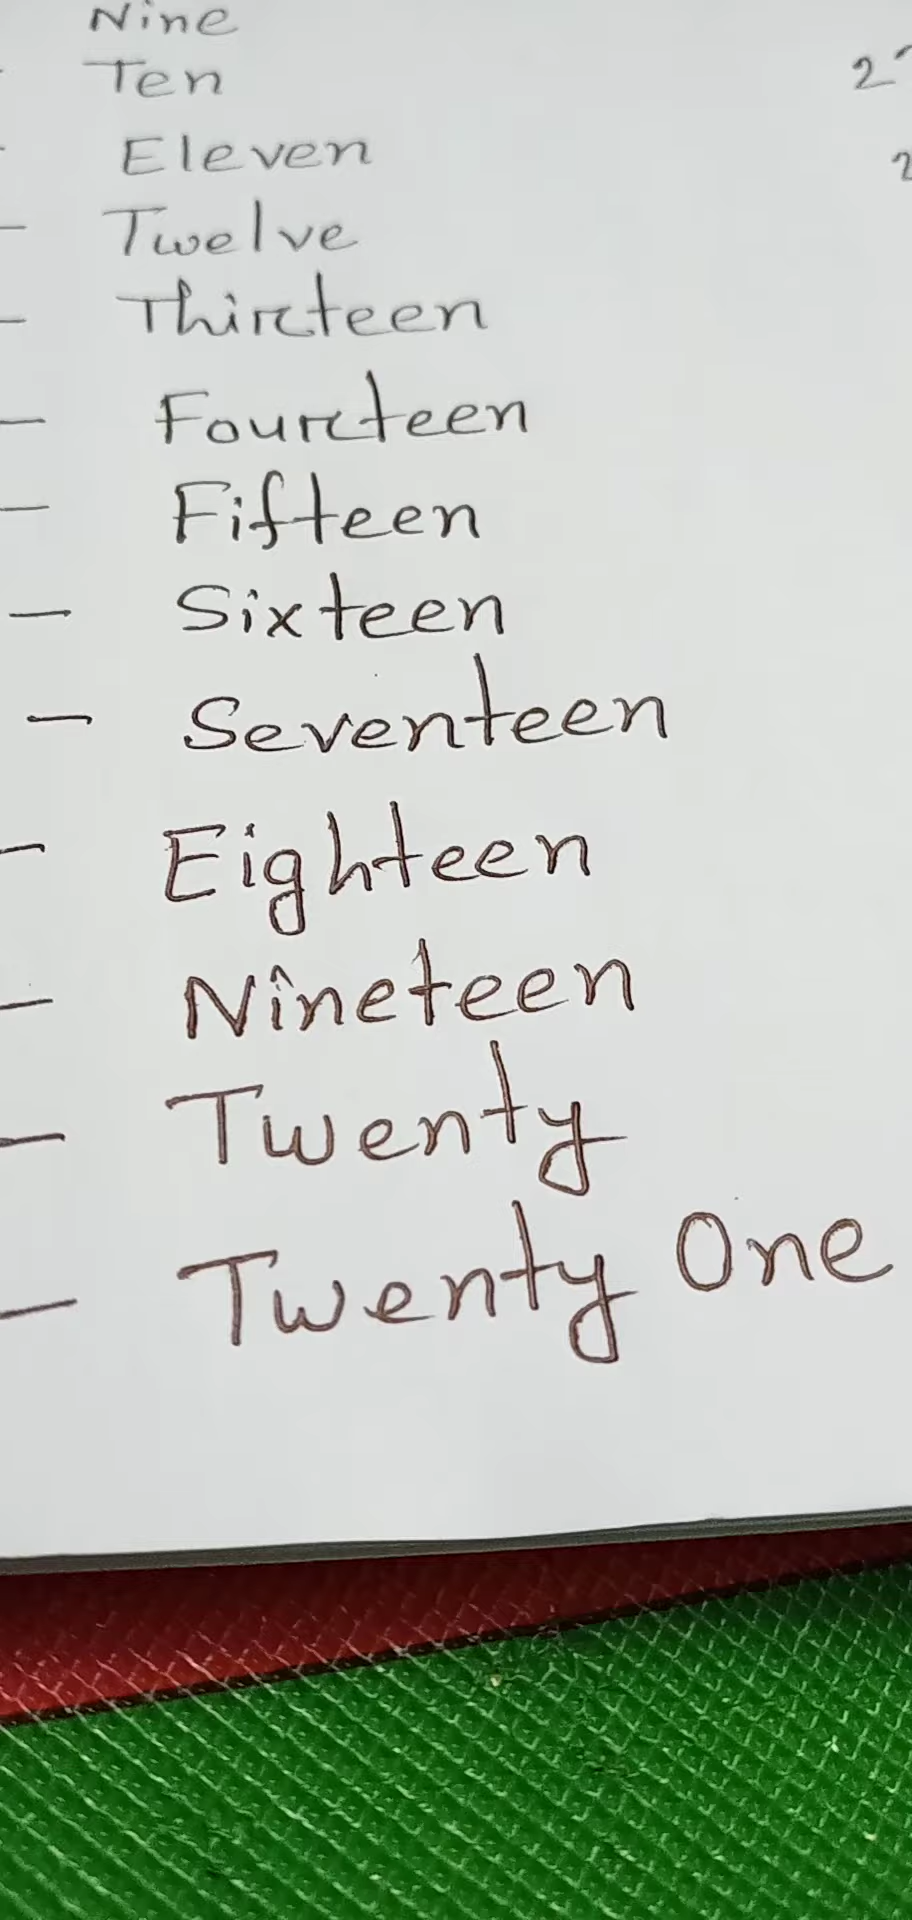 Nine
Ten
Eleven
- Twelve
- Thirteen
- Fourteen
- Fifteen
- Sixteen
- Seventeen
- Eighteen
- Nineteen
- Twenty
- Twenty One